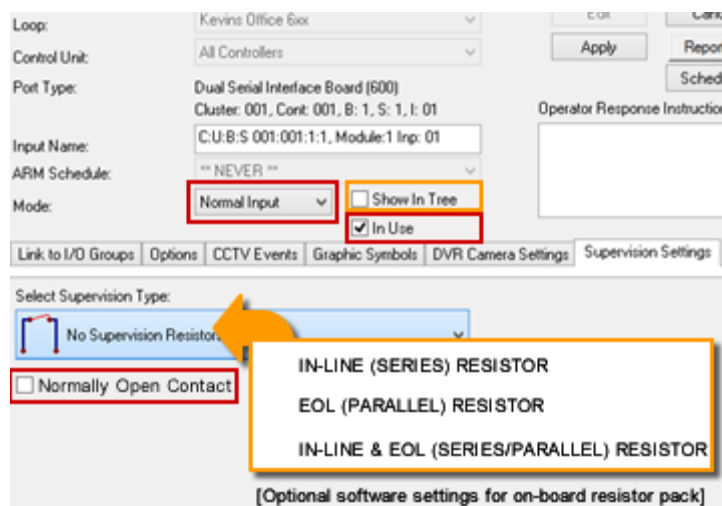 Loop: Kevins Office 6xx
Control Unit: All Controllers
Apply
Port Type: Dual Serial Interface Board (600)
Cluster: 001, Cont: 001, B: 1, S: 1, I: 01
Operator Response
Input Name: C:U:B:S 001:001:1:1, Module:1 Inp: 01
ARM Schedule: ** NEVER **
Mode: Normal Input Show In Tree
In Use
Link to I/O Groups Options CCTV Events Graphic Symbols DVR Camera Settings Supervision Settings
Select Supervision Type:
No Supervision
Normally Open Contact
IN-LINE (SERIES) RESISTOR
EOL (PARALLEL) RESISTOR
IN-LINE & EOL (SERIES/PARALLEL) RESISTOR
[Optional software settings for on-board resistor pack]